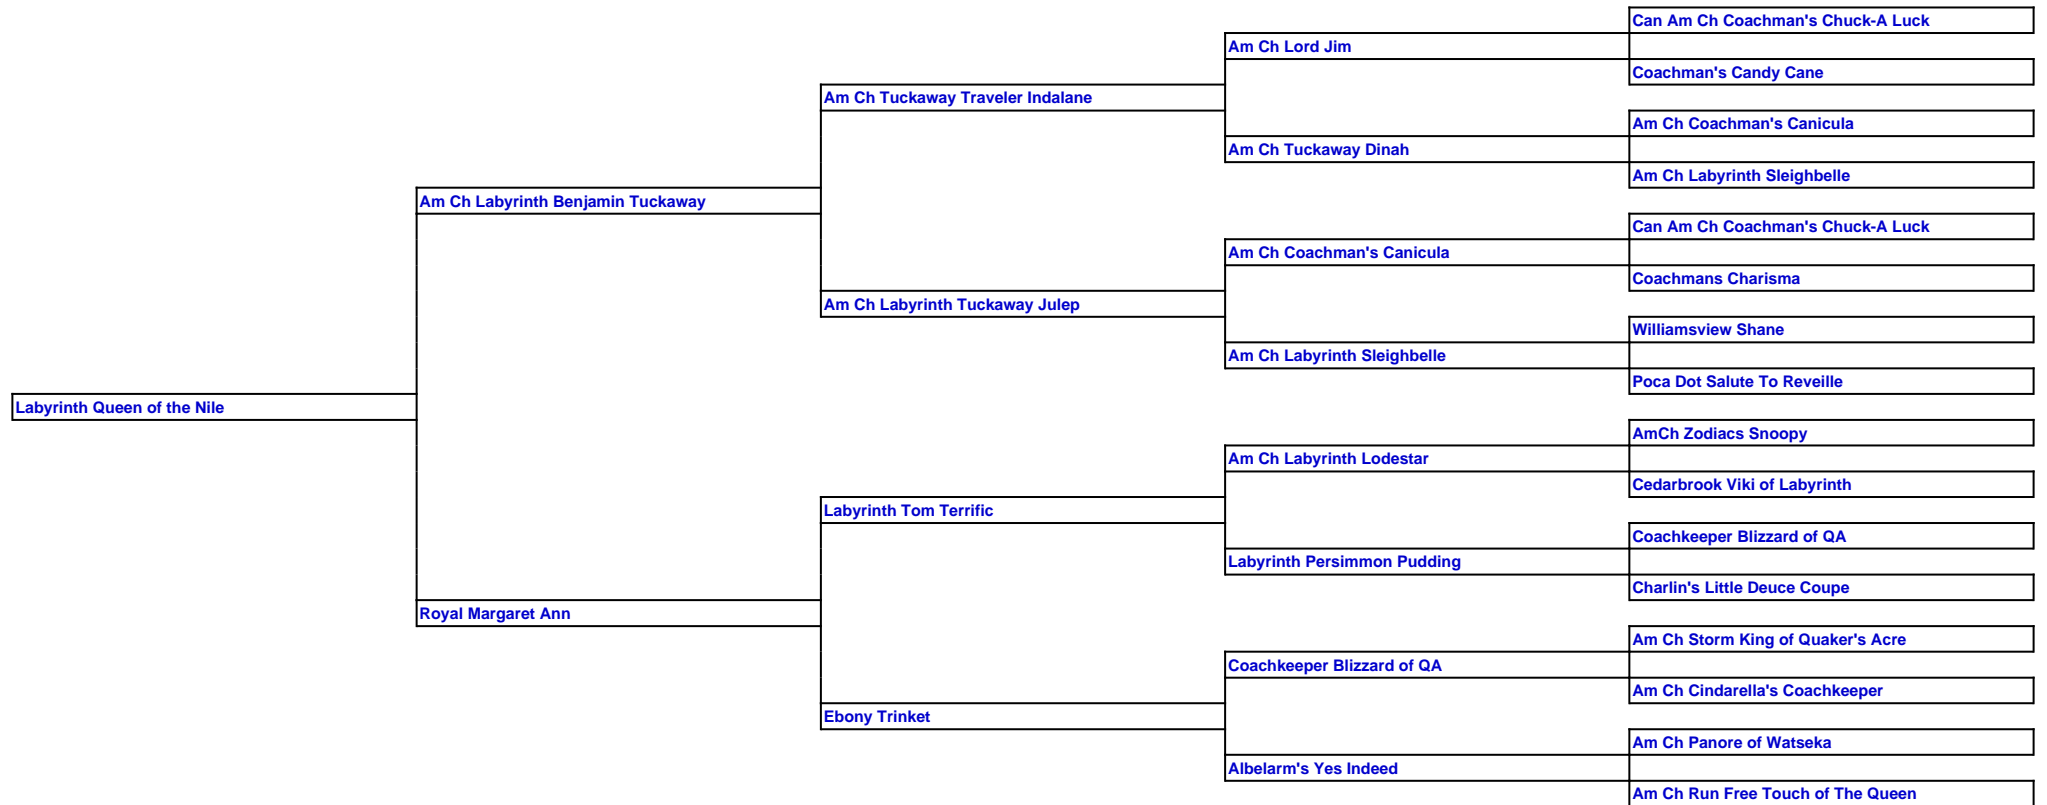 Can Am Ch Coachman's Chuck-A Luck
Am Ch Lord Jim
Coachman's Candy Cane
Am Ch Tuckaway Traveler Indalane
Am Ch Coachman's Canicula
Am Ch Tuckaway Dinah
Am Ch Labyrinth Sleighbelle
Am Ch Labyrinth Benjamin Tuckaway
Can Am Ch Coachman's Chuck-A Luck
Am Ch Coachman's Canicula
Coachmans Charisma
Am Ch Labyrinth Tuckaway Julep
Williamsview Shane
Am Ch Labyrinth Sleighbelle
Poca Dot Salute To Reveille
Labyrinth Queen of the Nile
AmCh Zodiacs Snoopy
Am Ch Labyrinth Lodestar
Cedarbrook Viki of Labyrinth
Labyrinth Tom Terrific
Coachkeeper Blizzard of QA
Labyrinth Persimmon Pudding
Charlin's Little Deuce Coupe
Royal Margaret Ann
Am Ch Storm King of Quaker's Acre
Coachkeeper Blizzard of QA
Am Ch Cindarella's Coachkeeper
Ebony Trinket
Am Ch Panore of Watseka
Albelarm's Yes Indeed
Am Ch Run Free Touch of The Queen